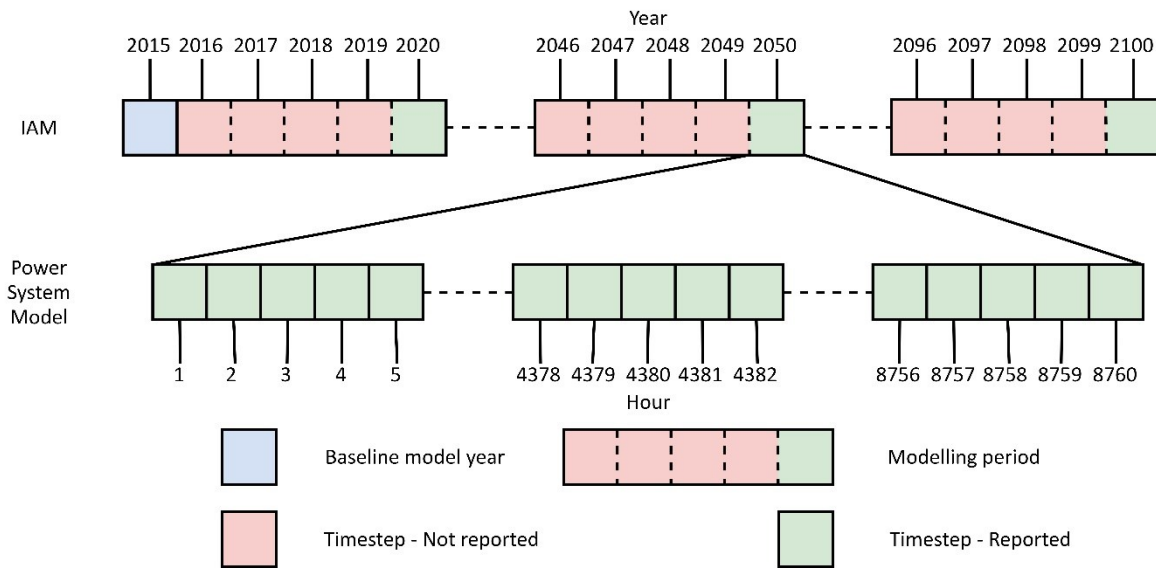 Year
2015 2016 2017 2018 2019 2020 2046 2047 2048 2049 2050 2096 2097 2098 2099 2100
IAM
Power
System
Model
1 2 3 4 5 4378 4379 4380 4381 4382 8756 8757 8758 8759 8760
Hour
Baseline model year
Modelling period
Timestep - Not reported
Timestep - Reported